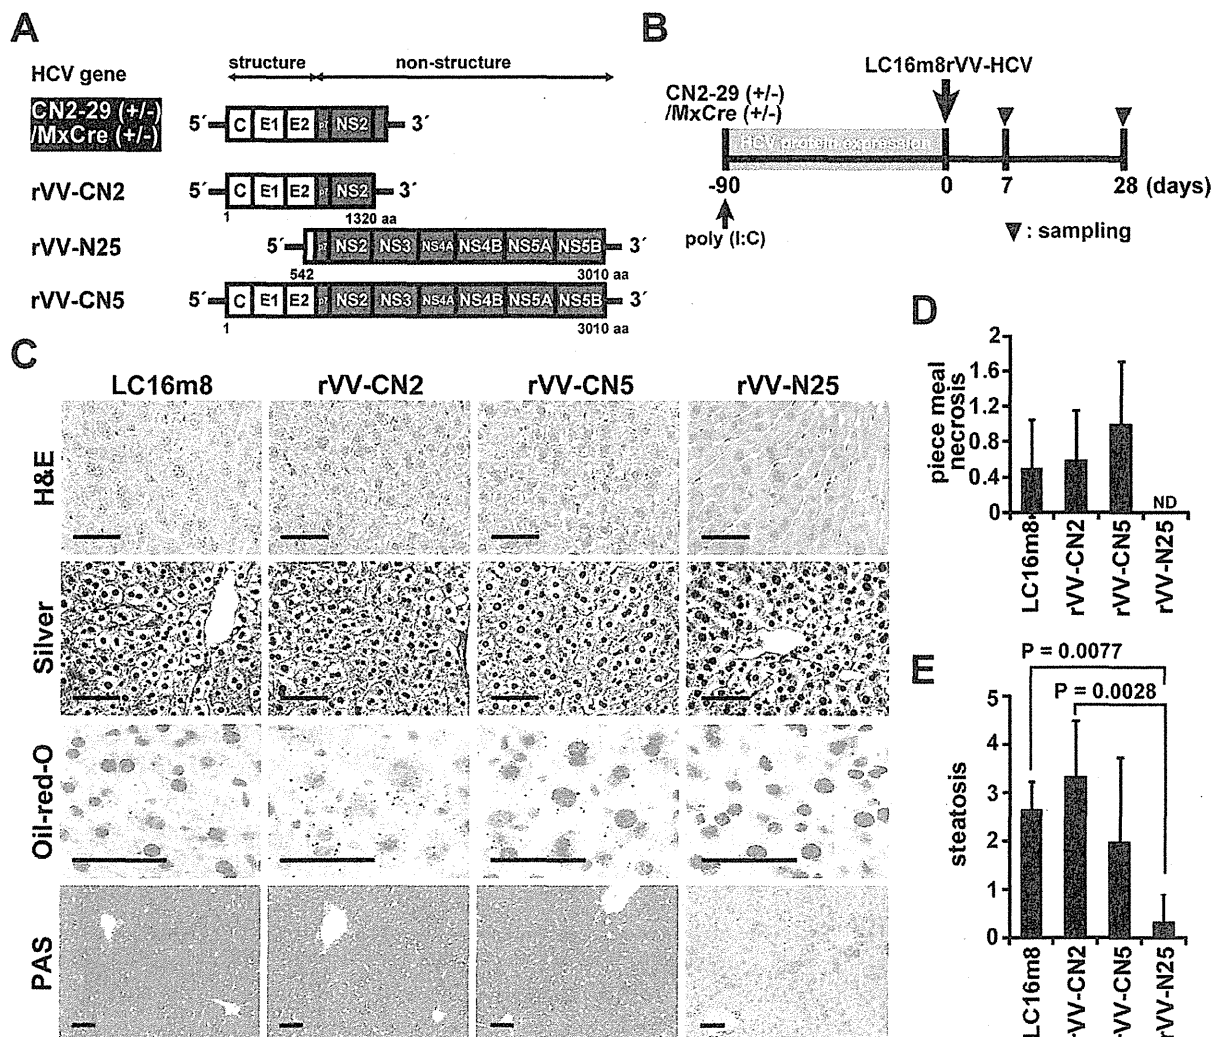 A
HCV gene
structure
non-structure
CN2-29 (+/-)
/MxCre (+/-)
5´ C E1 E2 p7 NS2 3´
rVV-CN2
5´ C E1 E2 p7 NS2 3´
1 1320 aa
rVV-N25
5´ p7 NS2 NS3 NS4A NS4B NS5A NS5B 3´
542 3010 aa
rVV-CN5
5´ C E1 E2 p7 NS2 NS3 NS4A NS4B NS5A NS5B 3´
1 3010 aa
B
LC16m8rVV-HCV
CN2-29 (+/-)
/MxCre (+/-)
HCV protein expression
-90 0 7 28 (days)
poly (I:C)
: sampling
C
LC16m8 rVV-CN2 rVV-CN5 rVV-N25
H&E
Silver
Oil-red-O
PAS
D
piece meal
necrosis
2
1.6
1.2
0.8
0.4
0
ND
LC16m8
rVV-CN2
rVV-CN5
rVV-N25
E
P = 0.0077
P = 0.0028
steatosis
5
4
3
2
1
0
LC16m8
rVV-CN2
rVV-CN5
rVV-N25